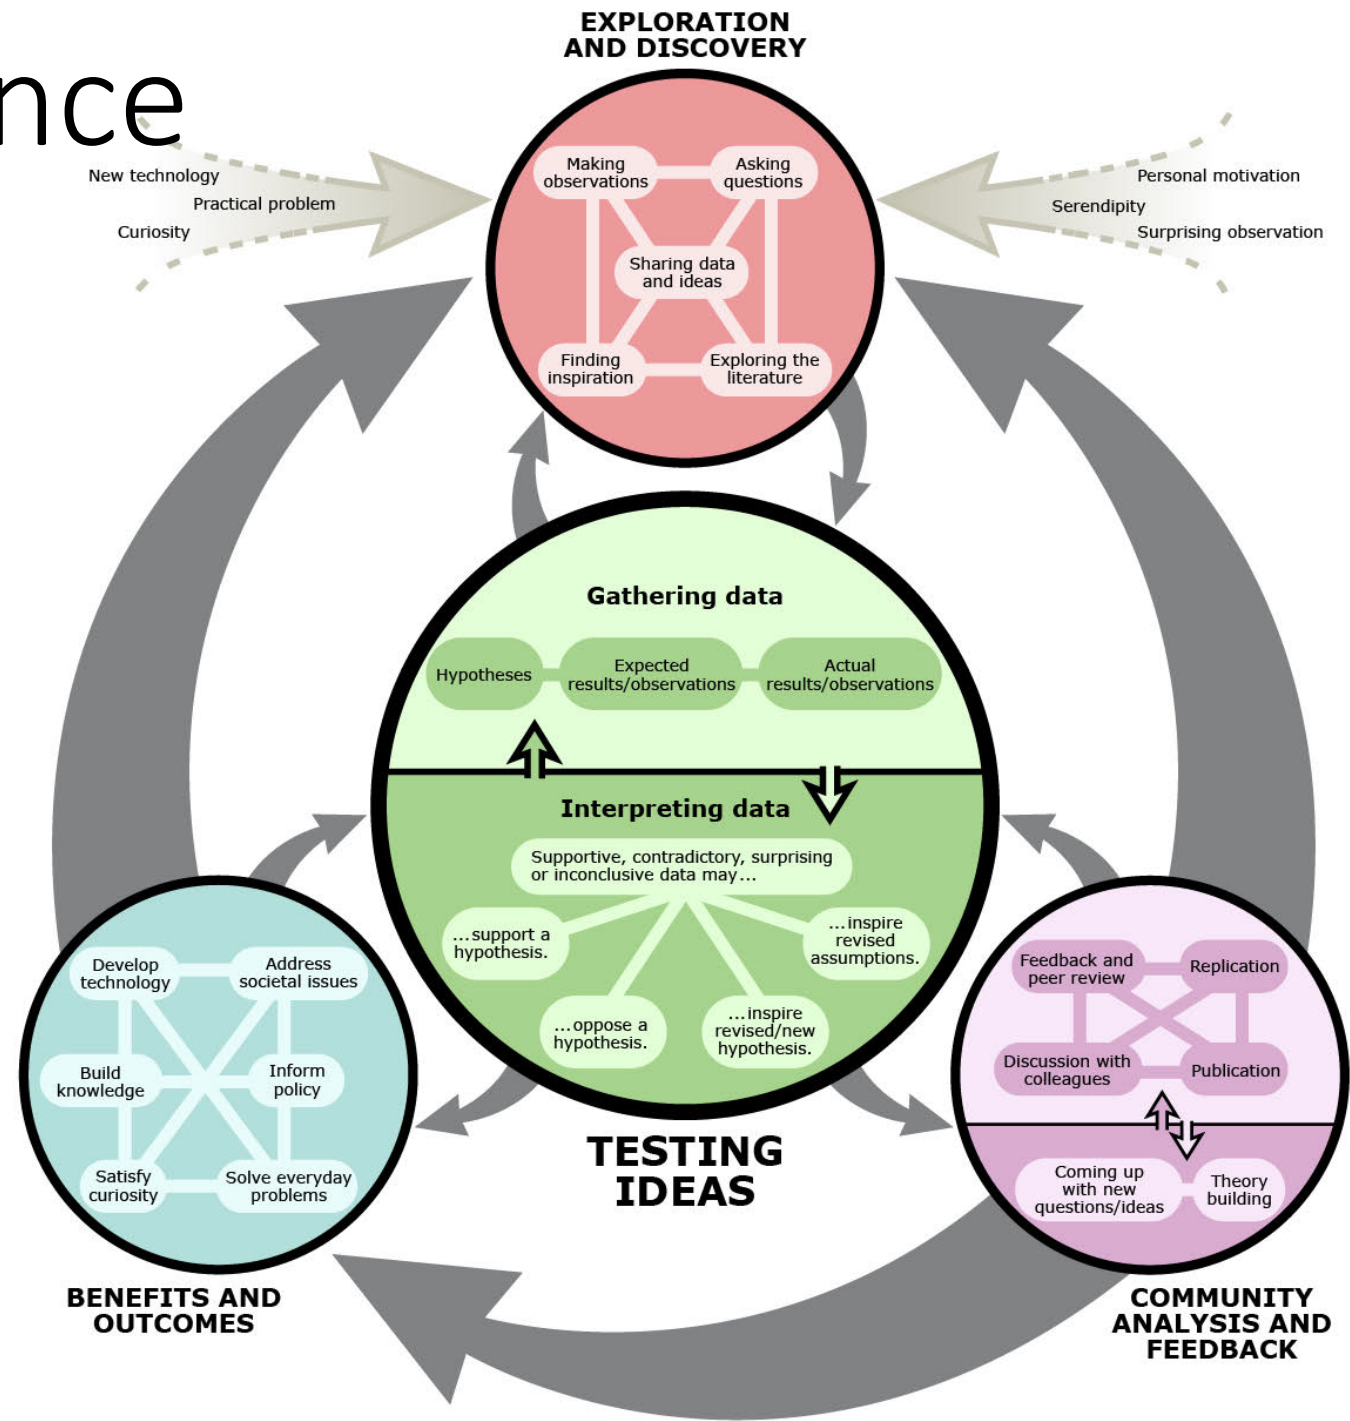 EXPLORATION
AND DISCOVERY
nce
New technology
Practical problem
Curiosity
Personal motivation
Serendipity
Surprising observation
Making
observations
Asking
questions
Sharing data
and ideas
Finding
inspiration
Exploring the
literature
Gathering data
Hypotheses
Expected
results/observations
Actual
results/observations
Interpreting data
Supportive, contradictory, surprising
or inconclusive data may...
...support a
hypothesis.
...oppose a
hypothesis.
...inspire
revised/new
hypothesis.
...inspire
revised
assumptions.
TESTING
IDEAS
Develop
technology
Address
societal issues
Build
knowledge
Inform
policy
Satisfy
curiosity
Solve everyday
problems
BENEFITS AND
OUTCOMES
Feedback and
peer review
Replication
Discussion with
colleagues
Publication
Coming up
with new
questions/ideas
Theory
building
COMMUNITY
ANALYSIS AND
FEEDBACK